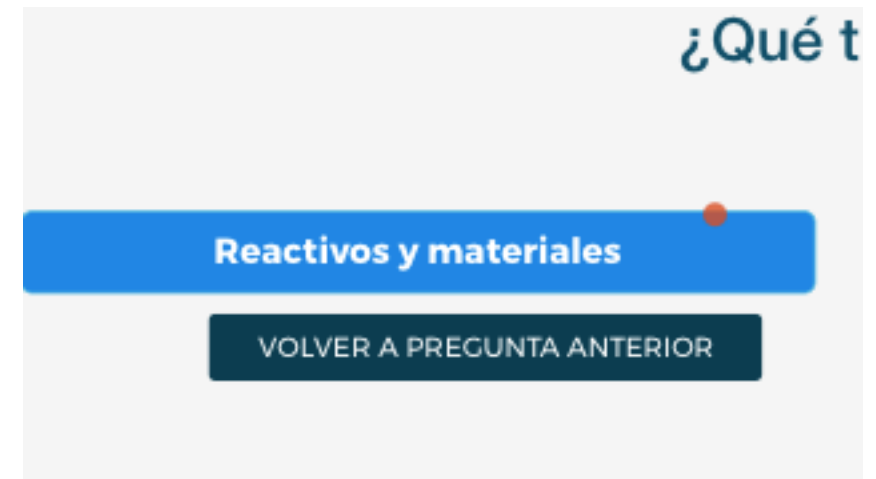 ¿Qué t
Reactivos y materiales
VOLVER A PREGUNTA ANTERIOR